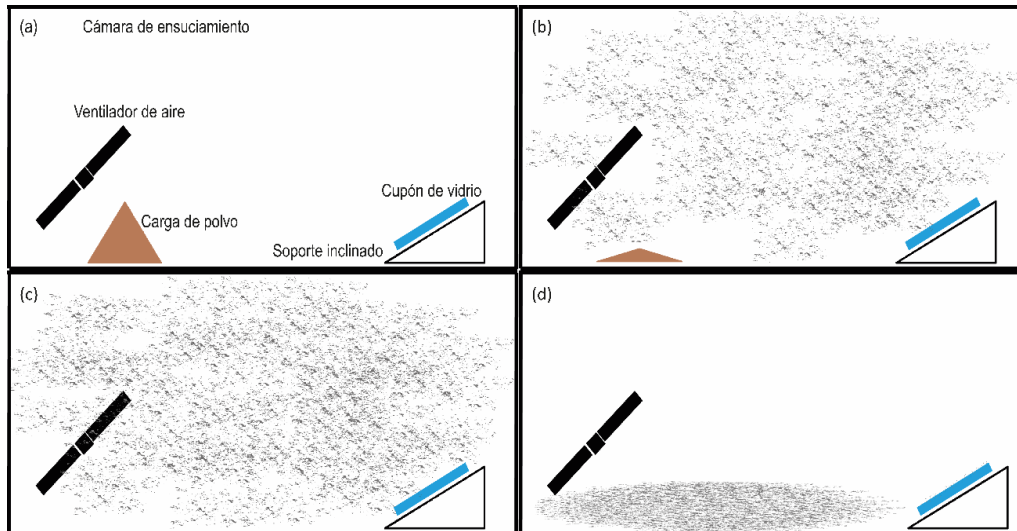 (a)
Cámara de ensuciamiento
Ventilador de aire
Cupón de vidrio
Carga de polvo
Soporte inclinado
(b)
(c)
(d)